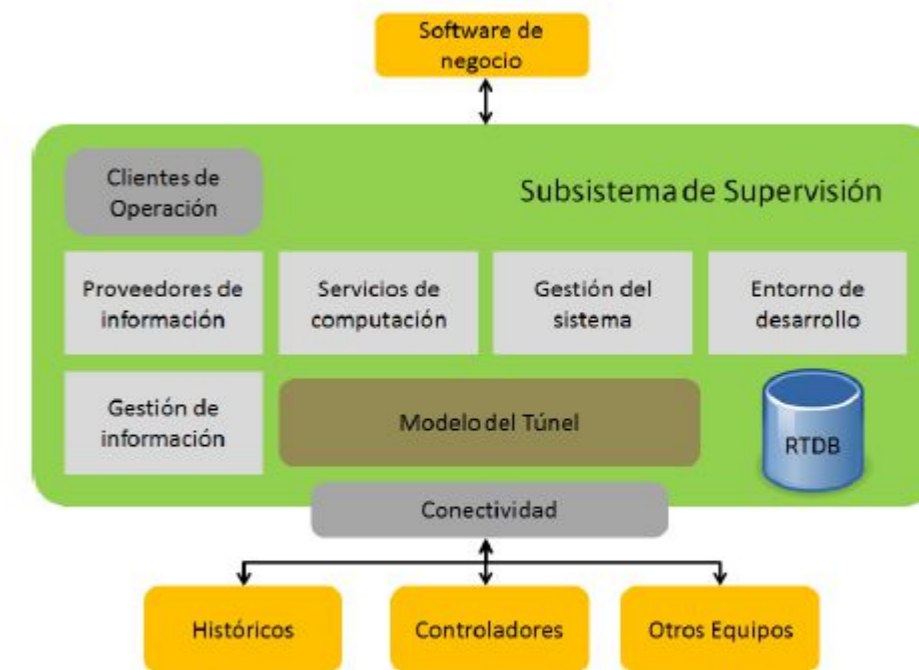 Software de
negocio
Clientes de
Operación
Subsistema de Supervisión
Proveedores de
información
Servicios de
computación
Gestión del
sistema
Entorno de
desarrollo
Gestión de
información
Modelo del Túnel
RTDB
Conectividad
Históricos
Controladores
Otros Equipos